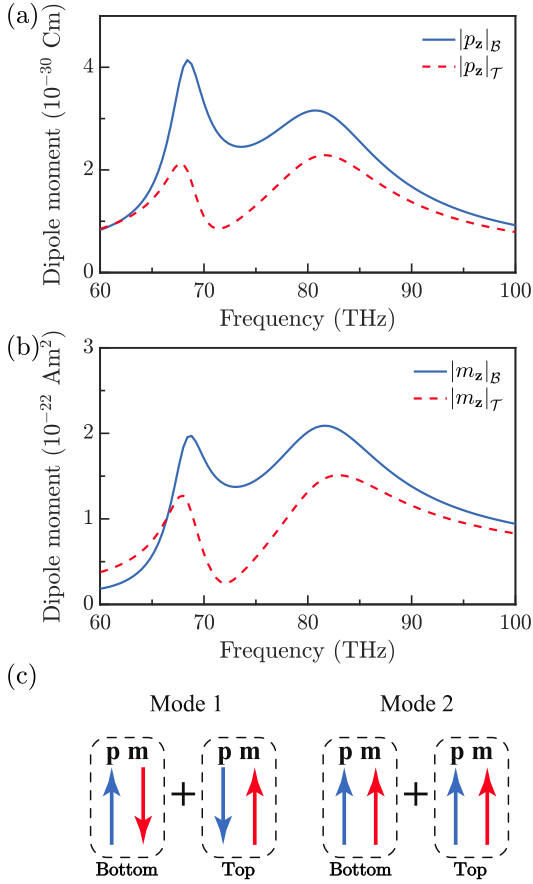 (a)
Dipole moment (10⁻³⁰ Cm)
4
2
0
|p_z|_ℬ
|p_z|_𝒯
60 70 80 90 100
Frequency (THz)
(b)
Dipole moment (10⁻²² Am²)
3
2
1
0
|m_z|_ℬ
|m_z|_𝒯
60 70 80 90 100
Frequency (THz)
(c)
Mode 1 Mode 2
p m + p m p m + p m
Bottom Top Bottom Top